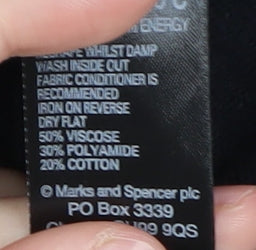 ENERGY
WHILST DAMP
WASH INSIDE OUT
FABRIC CONDITIONER IS
RECOMMENDED
IRON ON REVERSE
DRY FLAT
50% VISCOSE
30% POLYAMIDE
20% COTTON
© Marks and Spencer plc
PO Box 3339
9QS